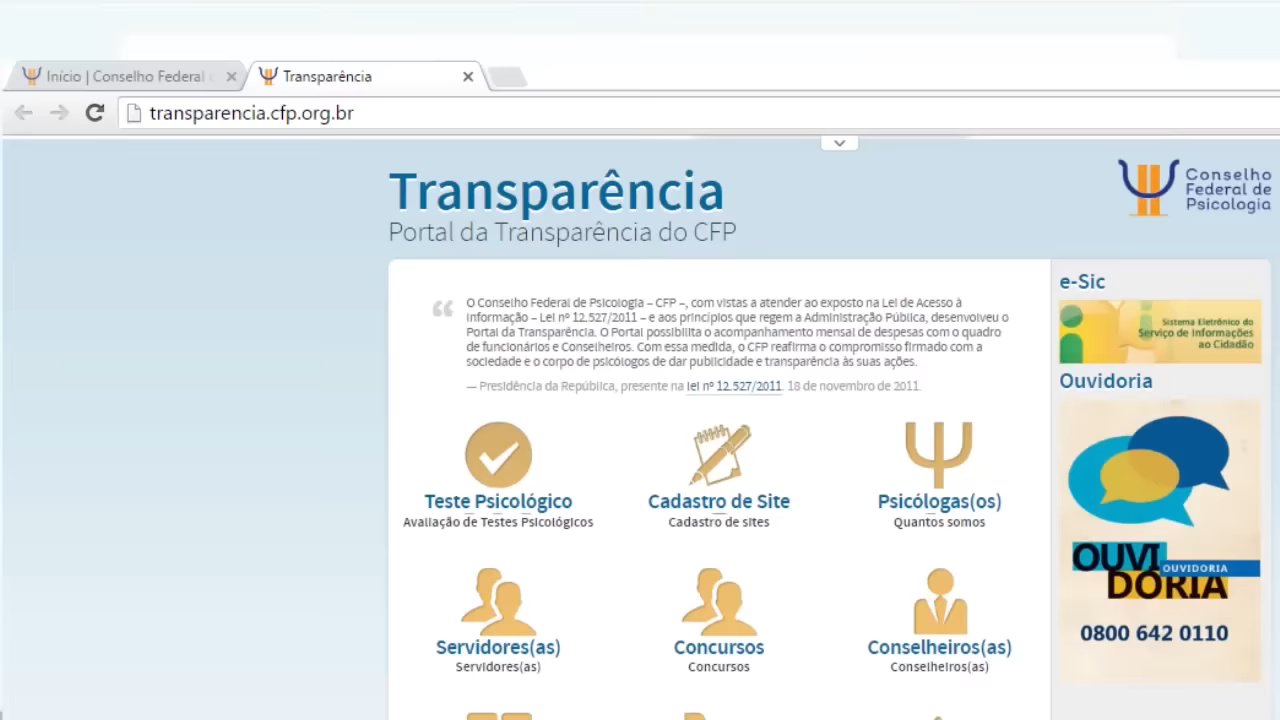 Início | Conselho Federal
Transparência
transparencia.cfp.org.br
Transparência
Portal da Transparência do CFP
Conselho
Federal de
Psicologia
O Conselho Federal de Psicologia – CFP –, com vistas a atender ao exposto na Lei de Acesso à
Informação – Lei nº 12.527/2011 – e aos princípios que regem a Administração Pública, desenvolveu o
Portal da Transparência. O Portal possibilita o acompanhamento mensal de despesas com o quadro
de funcionários e Conselheiros. Com essa medida, o CFP reafirma o compromisso firmado com a
sociedade e o corpo de psicólogos de dar publicidade e transparência às suas ações.
— Presidência da República, presente na lei nº 12.527/2011. 18 de novembro de 2011.
Teste Psicológico
Avaliação de Testes Psicológicos
Cadastro de Site
Cadastro de sites
Psicólogas(os)
Quantos somos
Servidores(as)
Servidores(as)
Concursos
Concursos
Conselheiros(as)
Conselheiros(as)
e-Sic
Sistema Eletrônico do
Serviço de Informações
ao Cidadão
Ouvidoria
OUVI
OUVIDORIA
DORIA
0800 642 0110